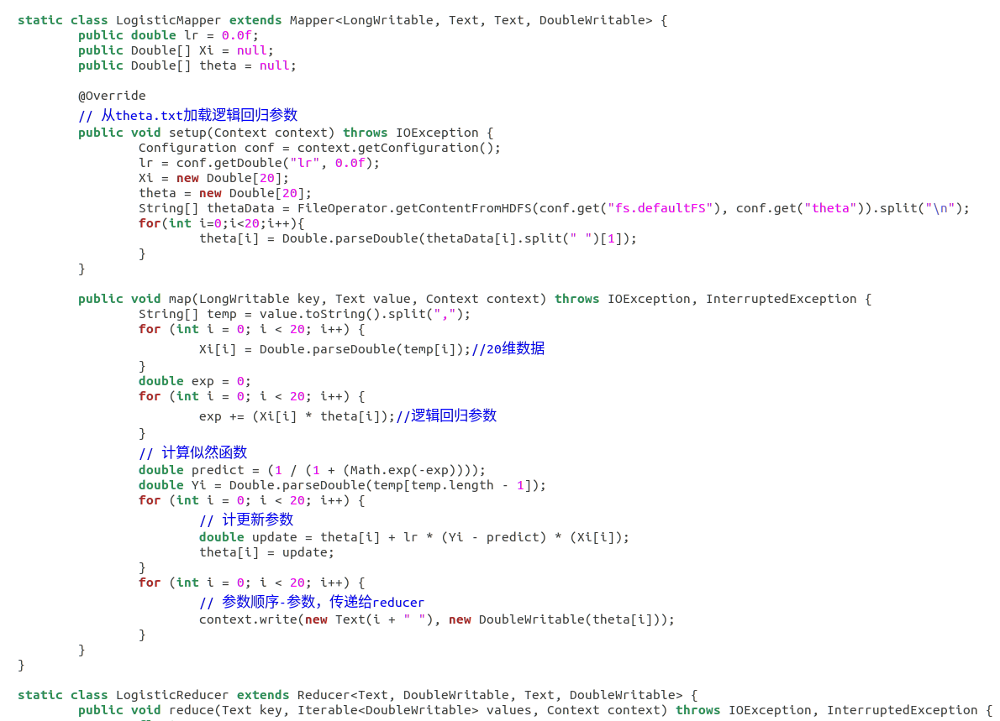 static class LogisticMapper extends Mapper<LongWritable, Text, Text, DoubleWritable> {
public double lr = 0.0f;
public Double[] Xi = null;
public Double[] theta = null;
@Override
// 从theta.txt加载逻辑回归参数
public void setup(Context context) throws IOException {
Configuration conf = context.getConfiguration();
lr = conf.getDouble("lr", 0.0f);
Xi = new Double[20];
theta = new Double[20];
String[] thetaData = FileOperator.getContentFromHDFS(conf.get("fs.defaultFS"), conf.get("theta")).split("\n");
for(int i=0;i<20;i++){
theta[i] = Double.parseDouble(thetaData[i].split(" ")[1]);
}
}
public void map(LongWritable key, Text value, Context context) throws IOException, InterruptedException {
String[] temp = value.toString().split(",");
for (int i = 0; i < 20; i++) {
Xi[i] = Double.parseDouble(temp[i]);//20维数据
}
double exp = 0;
for (int i = 0; i < 20; i++) {
exp += (Xi[i] * theta[i]);//逻辑回归参数
}
// 计算似然函数
double predict = (1 / (1 + (Math.exp(-exp))));
double Yi = Double.parseDouble(temp[temp.length - 1]);
for (int i = 0; i < 20; i++) {
// 计更新参数
double update = theta[i] + lr * (Yi - predict) * (Xi[i]);
theta[i] = update;
}
for (int i = 0; i < 20; i++) {
// 参数顺序-参数，传递给reducer
context.write(new Text(i + " "), new DoubleWritable(theta[i]));
}
}
}
static class LogisticReducer extends Reducer<Text, DoubleWritable, Text, DoubleWritable> {
public void reduce(Text key, Iterable<DoubleWritable> values, Context context) throws IOException, InterruptedException {